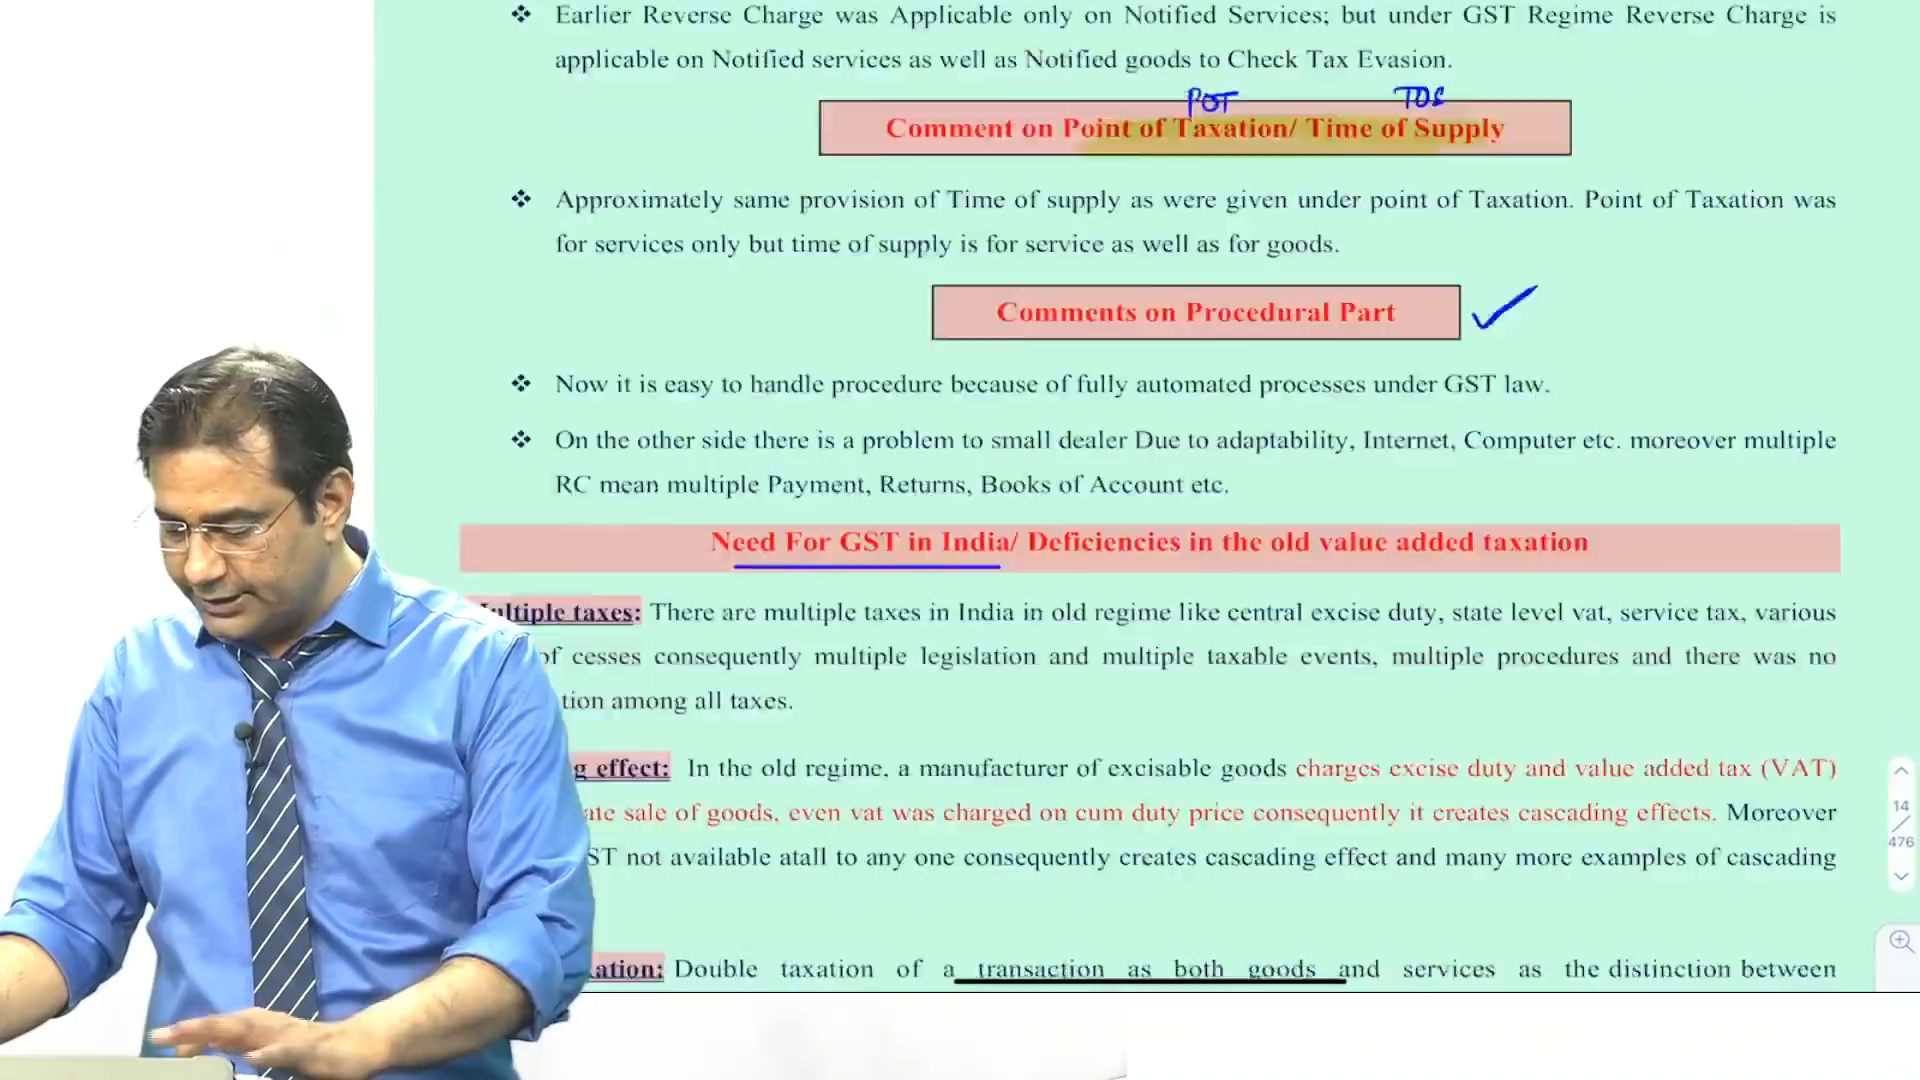 ❖ Earlier Reverse Charge was Applicable only on Notified Services; but under GST Regime Reverse Charge is
applicable on Notified services as well as Notified goods to Check Tax Evasion.
POT TOS
Comment on Point of Taxation/ Time of Supply
❖ Approximately same provision of Time of supply as were given under point of Taxation. Point of Taxation was
for services only but time of supply is for service as well as for goods.
Comments on Procedural Part
❖ Now it is easy to handle procedure because of fully automated processes under GST law.
❖ On the other side there is a problem to small dealer Due to adaptability, Internet, Computer etc. moreover multiple
RC mean multiple Payment, Returns, Books of Account etc.
Need For GST in India/ Deficiencies in the old value added taxation
ultiple taxes: There are multiple taxes in India in old regime like central excise duty, state level vat, service tax, various
of cesses consequently multiple legislation and multiple taxable events, multiple procedures and there was no
tion among all taxes.
g effect: In the old regime, a manufacturer of excisable goods charges excise duty and value added tax (VAT)
ate sale of goods, even vat was charged on cum duty price consequently it creates cascading effects. Moreover
ST not available atall to any one consequently creates cascading effect and many more examples of cascading
ation: Double taxation of a transaction as both goods and services as the distinction between
14
476